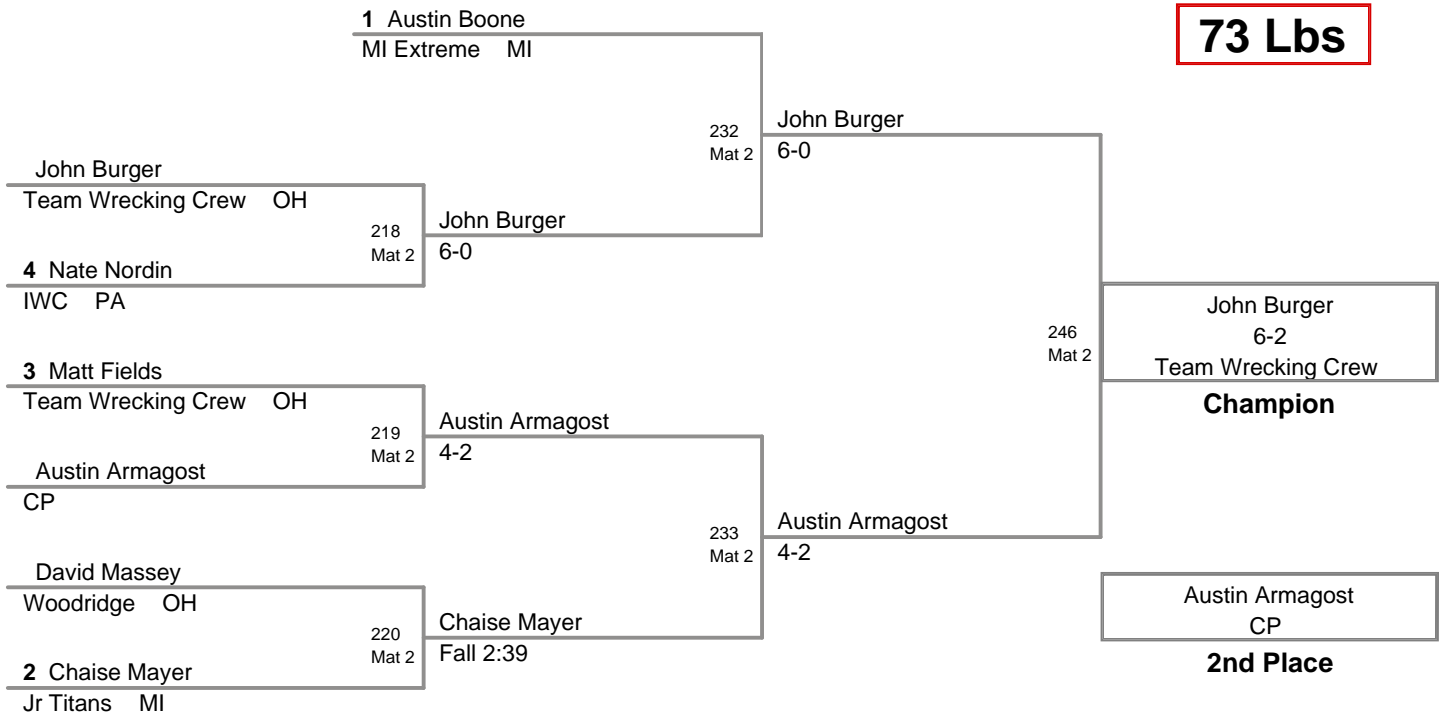 1 Austin Boone
MI Extreme MI
73 Lbs
232
Mat 2
John Burger
6-0
John Burger
Team Wrecking Crew OH
218
Mat 2
John Burger
6-0
4 Nate Nordin
IWC PA
246
Mat 2
John Burger
6-2
Team Wrecking Crew
Champion
3 Matt Fields
Team Wrecking Crew OH
219
Mat 2
Austin Armagost
4-2
Austin Armagost
CP
233
Mat 2
Austin Armagost
4-2
David Massey
Woodridge OH
220
Mat 2
Chaise Mayer
Fall 2:39
2 Chaise Mayer
Jr Titans MI
Austin Armagost
CP
2nd Place